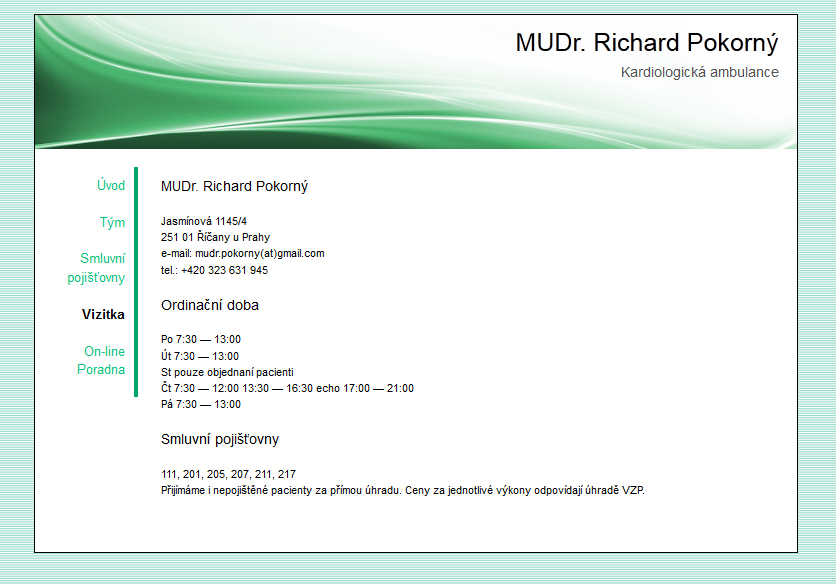 MUDr. Richard Pokorný
Kardiologická ambulance
Úvod
Tým
Smluvní
pojišťovny
Vizitka
On-line
Poradna
MUDr. Richard Pokorný
Jasmínová 1145/4
251 01 Říčany u Prahy
e-mail: mudr.pokorny(at)gmail.com
tel.: +420 323 631 945
Ordinační doba
Po 7:30 — 13:00
Út 7:30 — 13:00
St pouze objednaní pacienti
Čt 7:30 — 12:00 13:30 — 16:30 echo 17:00 — 21:00
Pá 7:30 — 13:00
Smluvní pojišťovny
111, 201, 205, 207, 211, 217
Přijímáme i nepojištěné pacienty za přímou úhradu. Ceny za jednotlivé výkony odpovídají úhradě VZP.